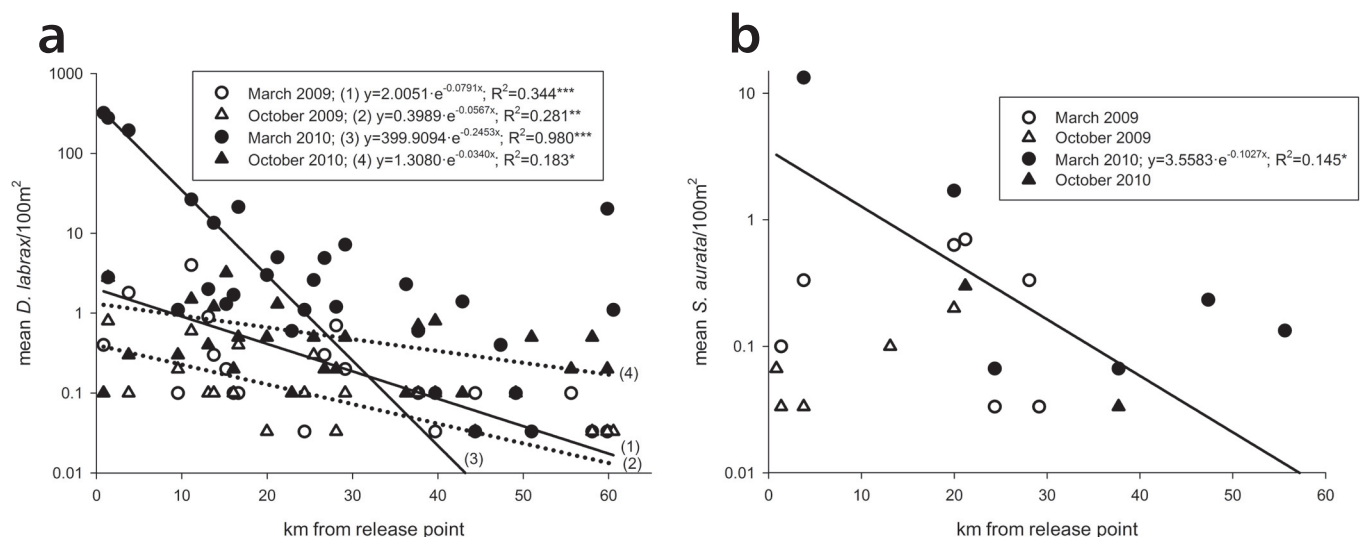 a
1000
100
10
1
0.1
0.01
mean D. labrax/100m²
March 2009; (1) y=2.0051·e^-0.0791x; R²=0.344***
October 2009; (2) y=0.3989·e^-0.0567x; R²=0.281**
March 2010; (3) y=399.9094·e^-0.2453x; R²=0.980***
October 2010; (4) y=1.3080·e^-0.0340x; R²=0.183*
(4)
(1)
(2)
(3)
0 10 20 30 40 50 60
km from release point
b
10
1
0.1
0.01
mean S. aurata/100m²
March 2009
October 2009
March 2010; y=3.5583·e^-0.1027x; R²=0.145*
October 2010
0 10 20 30 40 50 60
km from release point